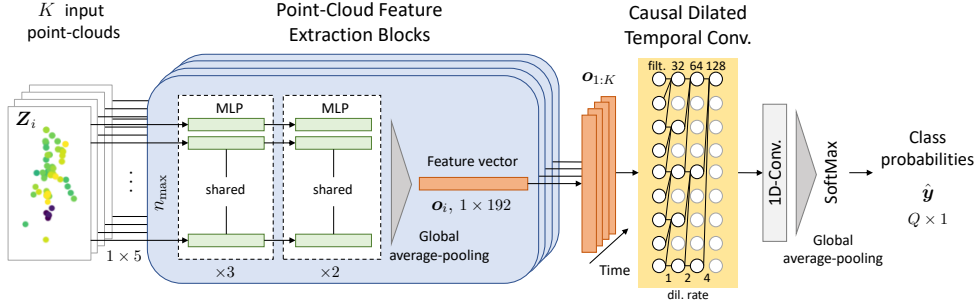 K input
point-clouds
Z_i
1 × 5
n_max
Point-Cloud Feature
Extraction Blocks
MLP
shared
×3
MLP
shared
×2
Feature vector
o_i, 1 × 192
Global
average-pooling
o_{1:K}
Time
Causal Dilated
Temporal Conv.
filt. 32 64 128
1 2 4
dil. rate
1D-Conv.
Global
average-pooling
SoftMax
Class
probabilities
ŷ
Q × 1